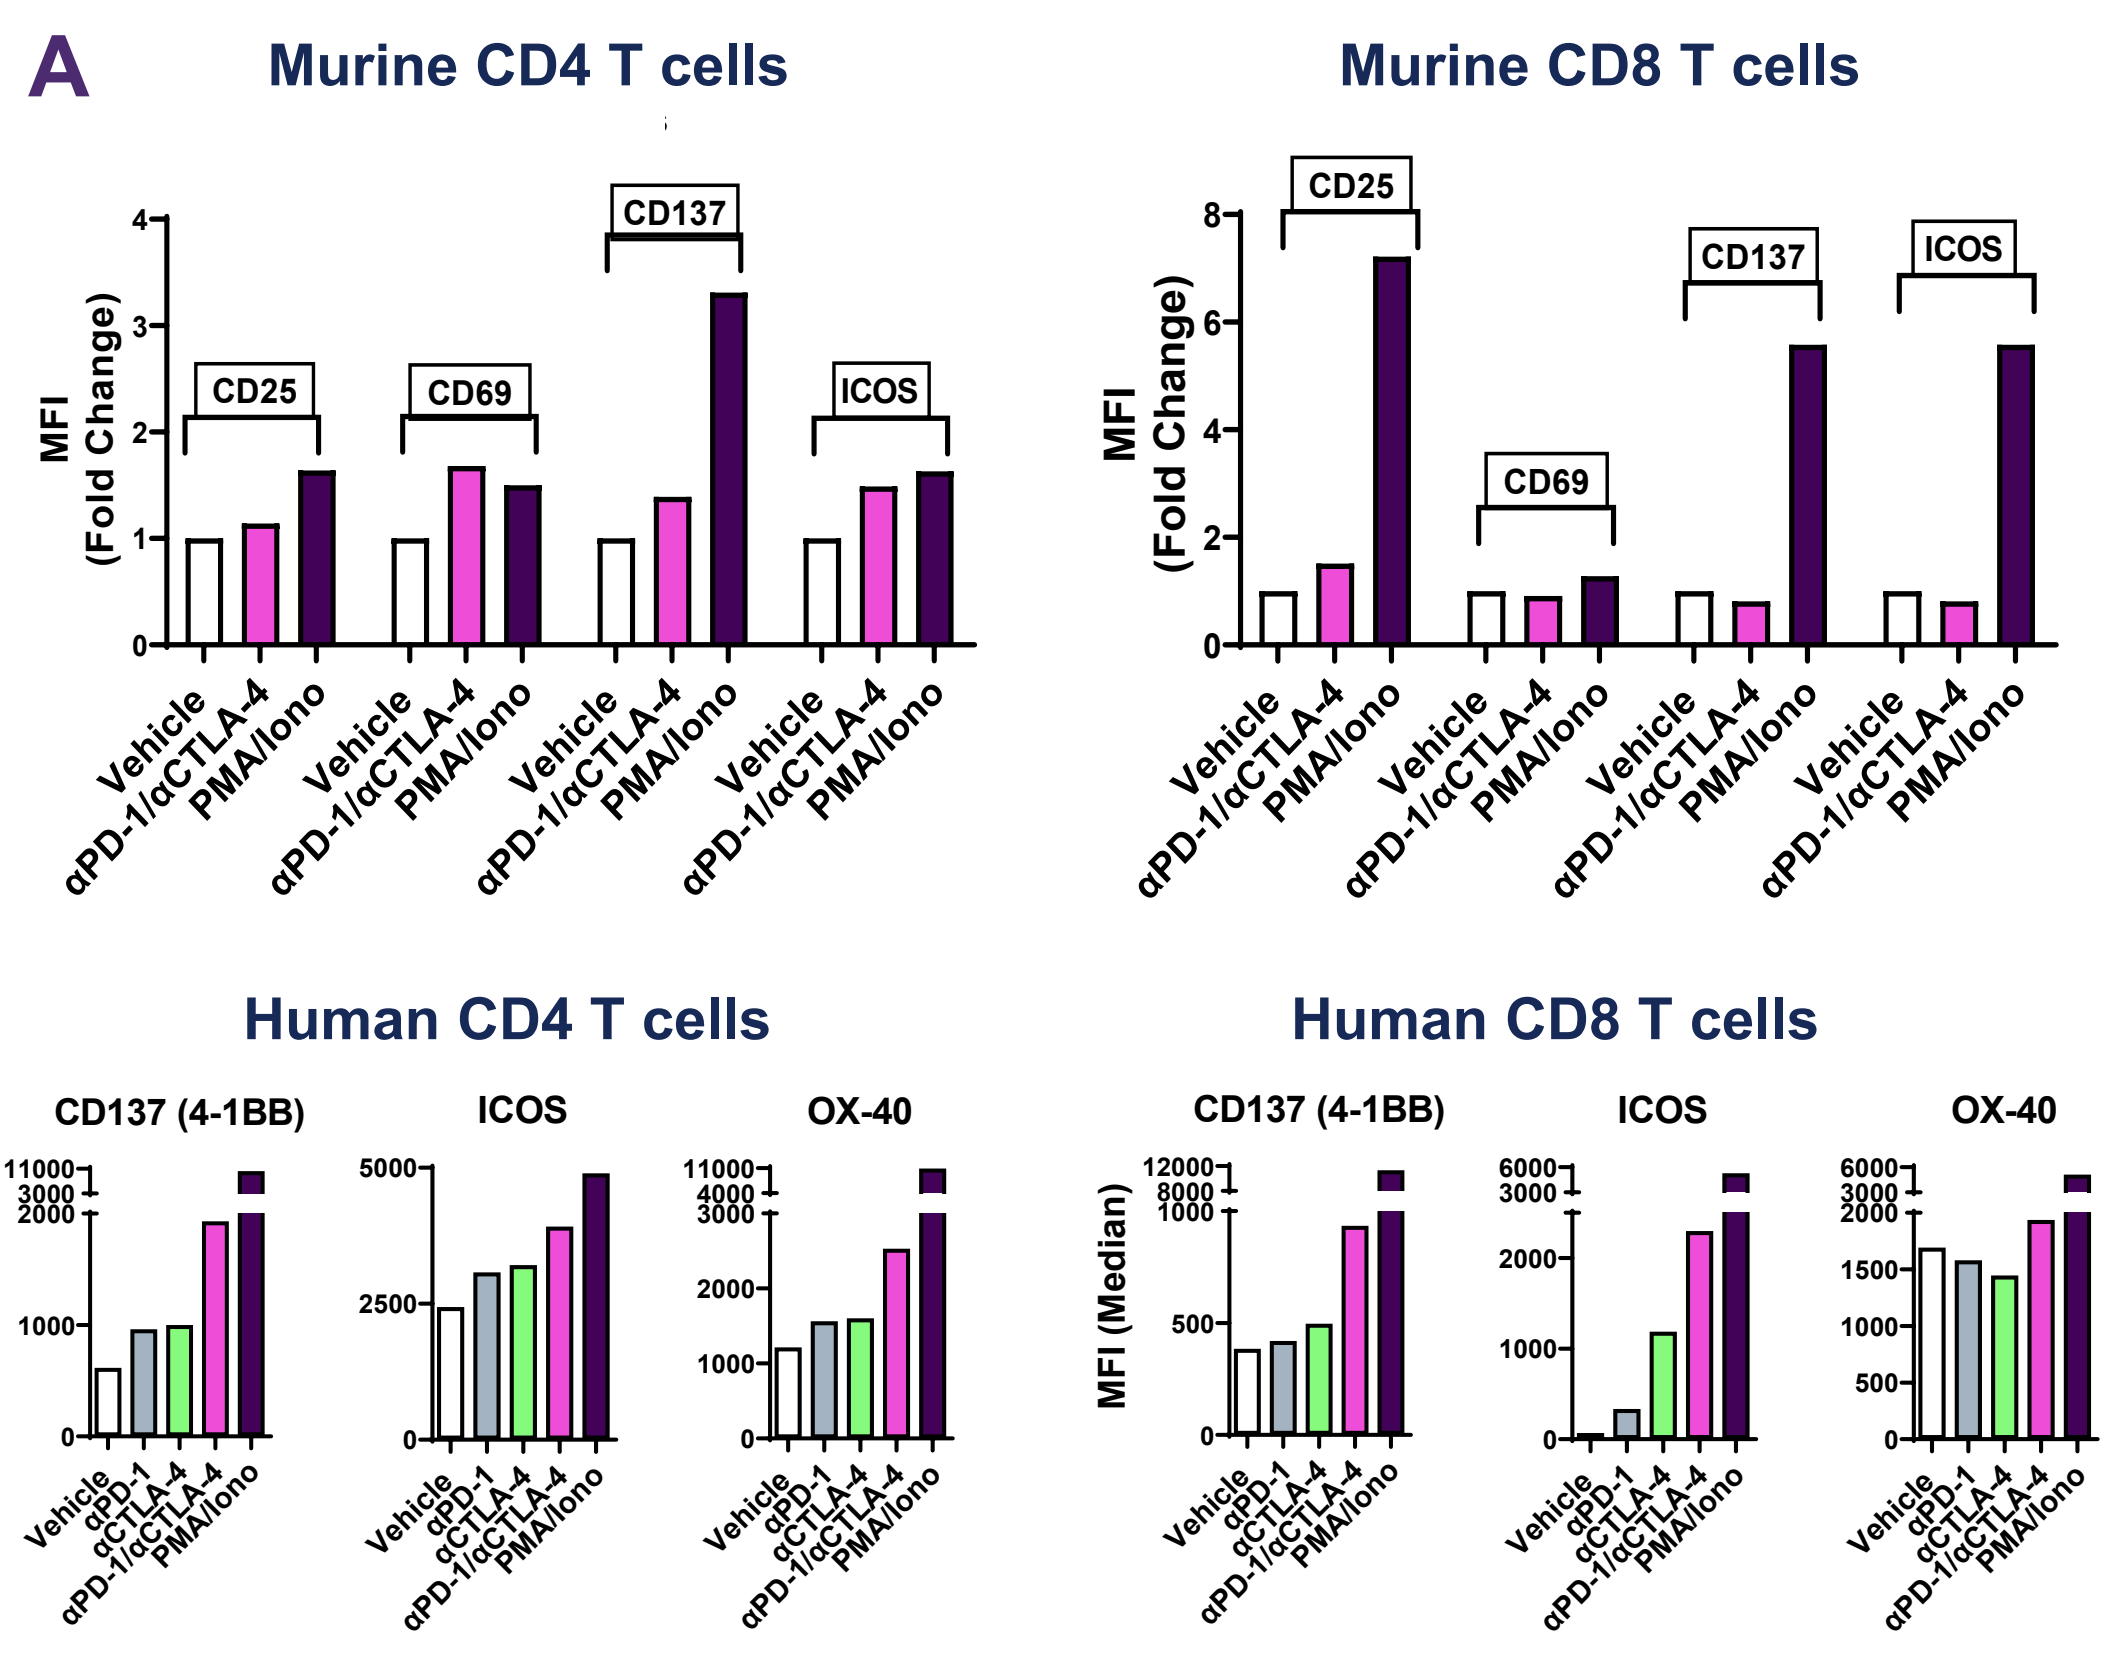 A
Murine CD4 T cells
Murine CD8 T cells
MFI
(Fold Change)
4
3
2
1
0
CD25
CD69
CD137
ICOS
Vehicle
αPD-1/αCTLA-4
PMA/Iono
Vehicle
αPD-1/αCTLA-4
PMA/Iono
Vehicle
αPD-1/αCTLA-4
PMA/Iono
Vehicle
αPD-1/αCTLA-4
PMA/Iono
MFI
(Fold Change)
8
6
4
2
0
CD25
CD69
CD137
ICOS
Vehicle
αPD-1/αCTLA-4
PMA/Iono
Vehicle
αPD-1/αCTLA-4
PMA/Iono
Vehicle
αPD-1/αCTLA-4
PMA/Iono
Vehicle
αPD-1/αCTLA-4
PMA/Iono
Human CD4 T cells
Human CD8 T cells
CD137 (4-1BB)
11000
3000
2000
1000
0
Vehicle
αPD-1
αCTLA-4
αPD-1/αCTLA-4
PMA/Iono
ICOS
5000
2500
0
Vehicle
αPD-1
αCTLA-4
αPD-1/αCTLA-4
PMA/Iono
OX-40
11000
4000
3000
2000
1000
0
Vehicle
αPD-1
αCTLA-4
αPD-1/αCTLA-4
PMA/Iono
MFI (Median)
CD137 (4-1BB)
12000
8000
1000
500
0
Vehicle
αPD-1
αCTLA-4
αPD-1/αCTLA-4
PMA/Iono
ICOS
6000
3000
2000
1000
0
Vehicle
αPD-1
αCTLA-4
αPD-1/αCTLA-4
PMA/Iono
OX-40
6000
3000
2000
1500
1000
500
0
Vehicle
αPD-1
αCTLA-4
αPD-1/αCTLA-4
PMA/Iono